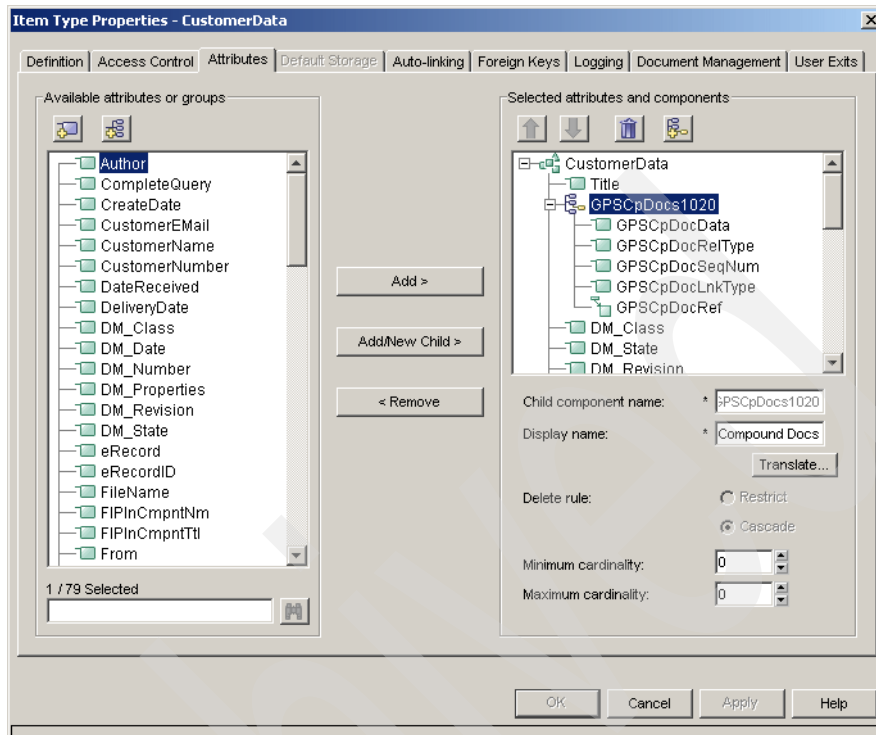 Item Type Properties - CustomerData
Definition Access Control Attributes Default Storage Auto-linking Foreign Keys Logging Document Management User Exits
Available attributes or groups
Author
CompleteQuery
CreateDate
CustomerEMail
CustomerName
CustomerNumber
DateReceived
DeliveryDate
DM_Class
DM_Date
DM_Number
DM_Properties
DM_Revision
DM_State
eRecord
eRecordID
FileName
FIPInCmpntNm
FIPInCmpntTtl
From
1 / 79 Selected
Add >
Add/New Child >
< Remove
Selected attributes and components
CustomerData
Title
GPSCpDocs1020
GPSCpDocData
GPSCpDocRelType
GPSCpDocSeqNum
GPSCpDocLnkType
GPSCpDocRef
DM_Class
DM_State
DM_Revision
Child component name: * GPSCpDocs1020
Display name: * Compound Docs
Translate...
Delete rule: Restrict
Cascade
Minimum cardinality: 0
Maximum cardinality: 0
OK Cancel Apply Help